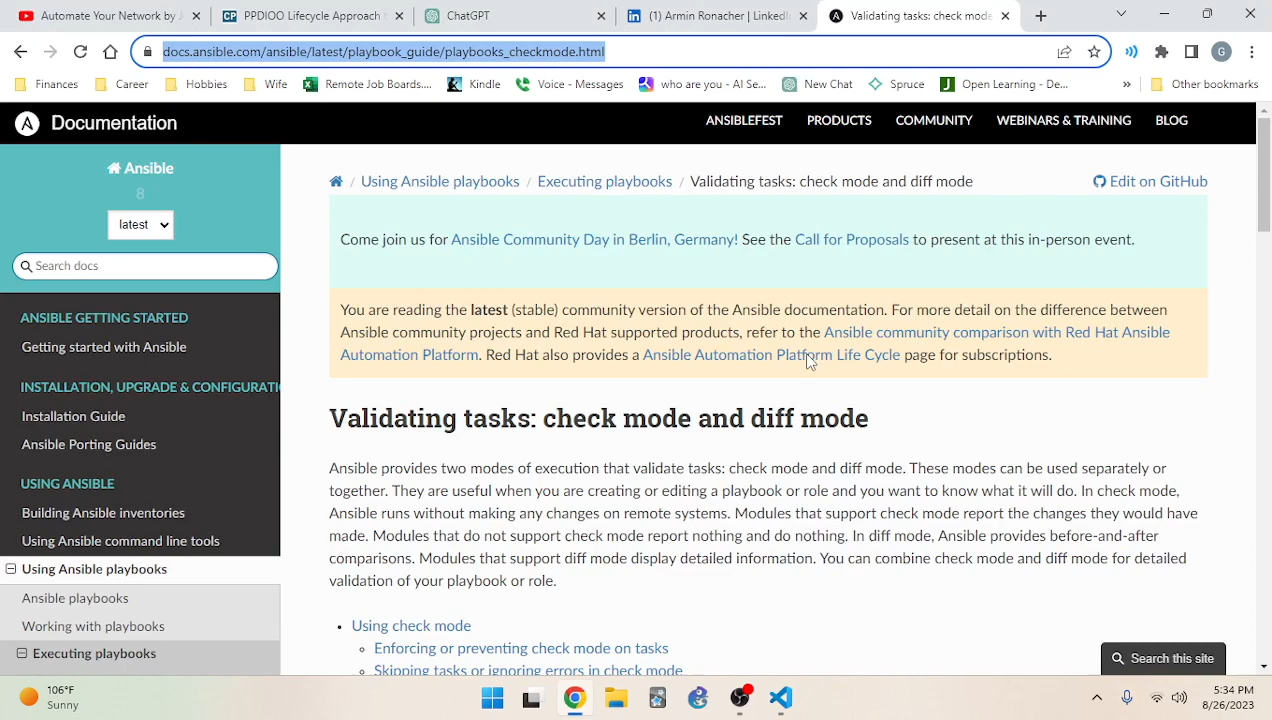 Automate Your Network by J
PPDIOO Lifecycle Approach t
ChatGPT
(1) Armin Ronacher | LinkedIn
Validating tasks: check mode
docs.ansible.com/ansible/latest/playbook_guide/playbooks_checkmode.html
G
Finances
Career
Hobbies
Wife
Remote Job Boards....
Kindle
Voice - Messages
who are you - AI Se...
New Chat
Spruce
Open Learning - De...
»
Other bookmarks
A Documentation
ANSIBLEFEST
PRODUCTS
COMMUNITY
WEBINARS & TRAINING
BLOG
Ansible
8
latest
Search docs
ANSIBLE GETTING STARTED
Getting started with Ansible
INSTALLATION, UPGRADE & CONFIGURATI
Installation Guide
Ansible Porting Guides
USING ANSIBLE
Building Ansible inventories
Using Ansible command line tools
Using Ansible playbooks
Ansible playbooks
Working with playbooks
Executing playbooks
/ Using Ansible playbooks / Executing playbooks / Validating tasks: check mode and diff mode
Edit on GitHub
Come join us for Ansible Community Day in Berlin, Germany! See the Call for Proposals to present at this in-person event.
You are reading the latest (stable) community version of the Ansible documentation. For more detail on the difference between
Ansible community projects and Red Hat supported products, refer to the Ansible community comparison with Red Hat Ansible
Automation Platform. Red Hat also provides a Ansible Automation Platform Life Cycle page for subscriptions.
Validating tasks: check mode and diff mode
Ansible provides two modes of execution that validate tasks: check mode and diff mode. These modes can be used separately or
together. They are useful when you are creating or editing a playbook or role and you want to know what it will do. In check mode,
Ansible runs without making any changes on remote systems. Modules that support check mode report the changes they would have
made. Modules that do not support check mode report nothing and do nothing. In diff mode, Ansible provides before-and-after
comparisons. Modules that support diff mode display detailed information. You can combine check mode and diff mode for detailed
validation of your playbook or role.
• Using check mode
Enforcing or preventing check mode on tasks
Skipping tasks or ignoring errors in check mode
Search this site
106°F
Sunny
5:34 PM
8/26/2023